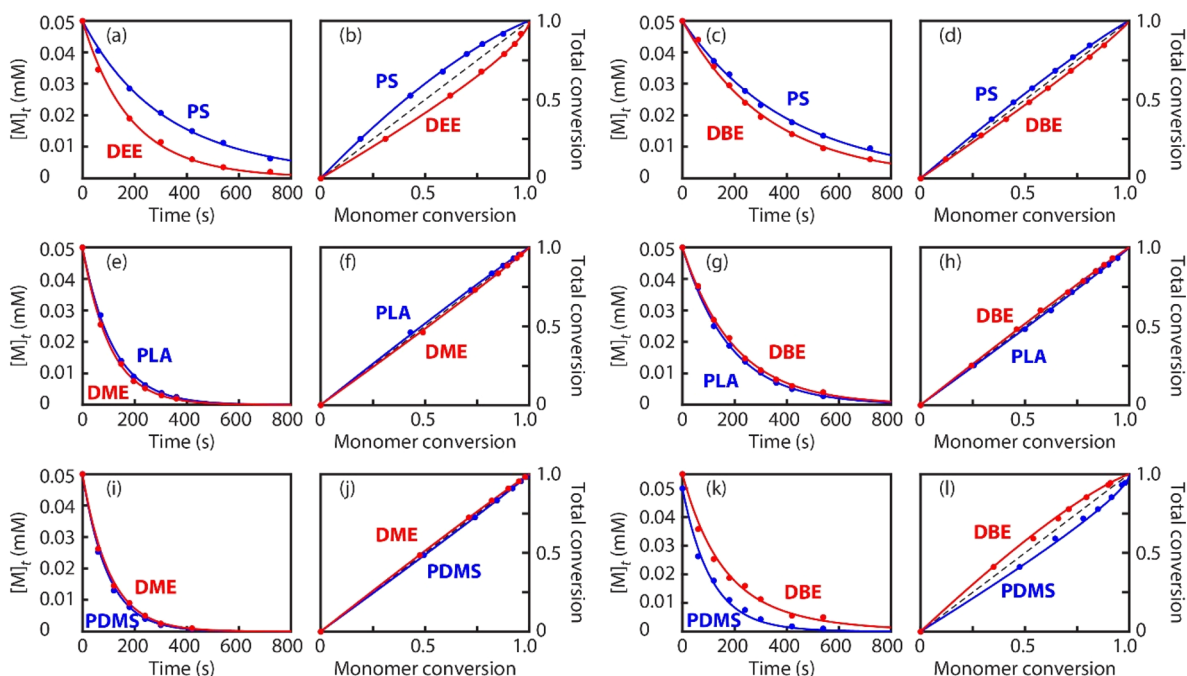 0.05
0.04
0.03
0.02
0.01
0
[M]t (mM)
(a)
PS
DEE
0 200 400 600 800
Time (s)
(b)
PS
DEE
0 0.5 1.0
Monomer conversion
1.0
0.5
0
Total conversion
0.05
0.04
0.03
0.02
0.01
0
[M]t (mM)
(c)
PS
DBE
0 200 400 600 800
Time (s)
(d)
PS
DBE
0 0.5 1.0
Monomer conversion
1.0
0.5
0
Total conversion
0.05
0.04
0.03
0.02
0.01
0
[M]t (mM)
(e)
PLA
DME
0 200 400 600 800
Time (s)
(f)
PLA
DME
0 0.5 1.0
Monomer conversion
1.0
0.5
0
Total conversion
0.05
0.04
0.03
0.02
0.01
0
[M]t (mM)
(g)
DBE
PLA
0 200 400 600 800
Time (s)
(h)
DBE
PLA
0 0.5 1.0
Monomer conversion
1.0
0.5
0
Total conversion
0.05
0.04
0.03
0.02
0.01
0
[M]t (mM)
(i)
DME
PDMS
0 200 400 600 800
Time (s)
(j)
DME
PDMS
0 0.5 1.0
Monomer conversion
1.0
0.5
0
Total conversion
0.05
0.04
0.03
0.02
0.01
0
[M]t (mM)
(k)
DBE
PDMS
0 200 400 600 800
Time (s)
(l)
DBE
PDMS
0 0.5 1.0
Monomer conversion
1.0
0.5
0
Total conversion